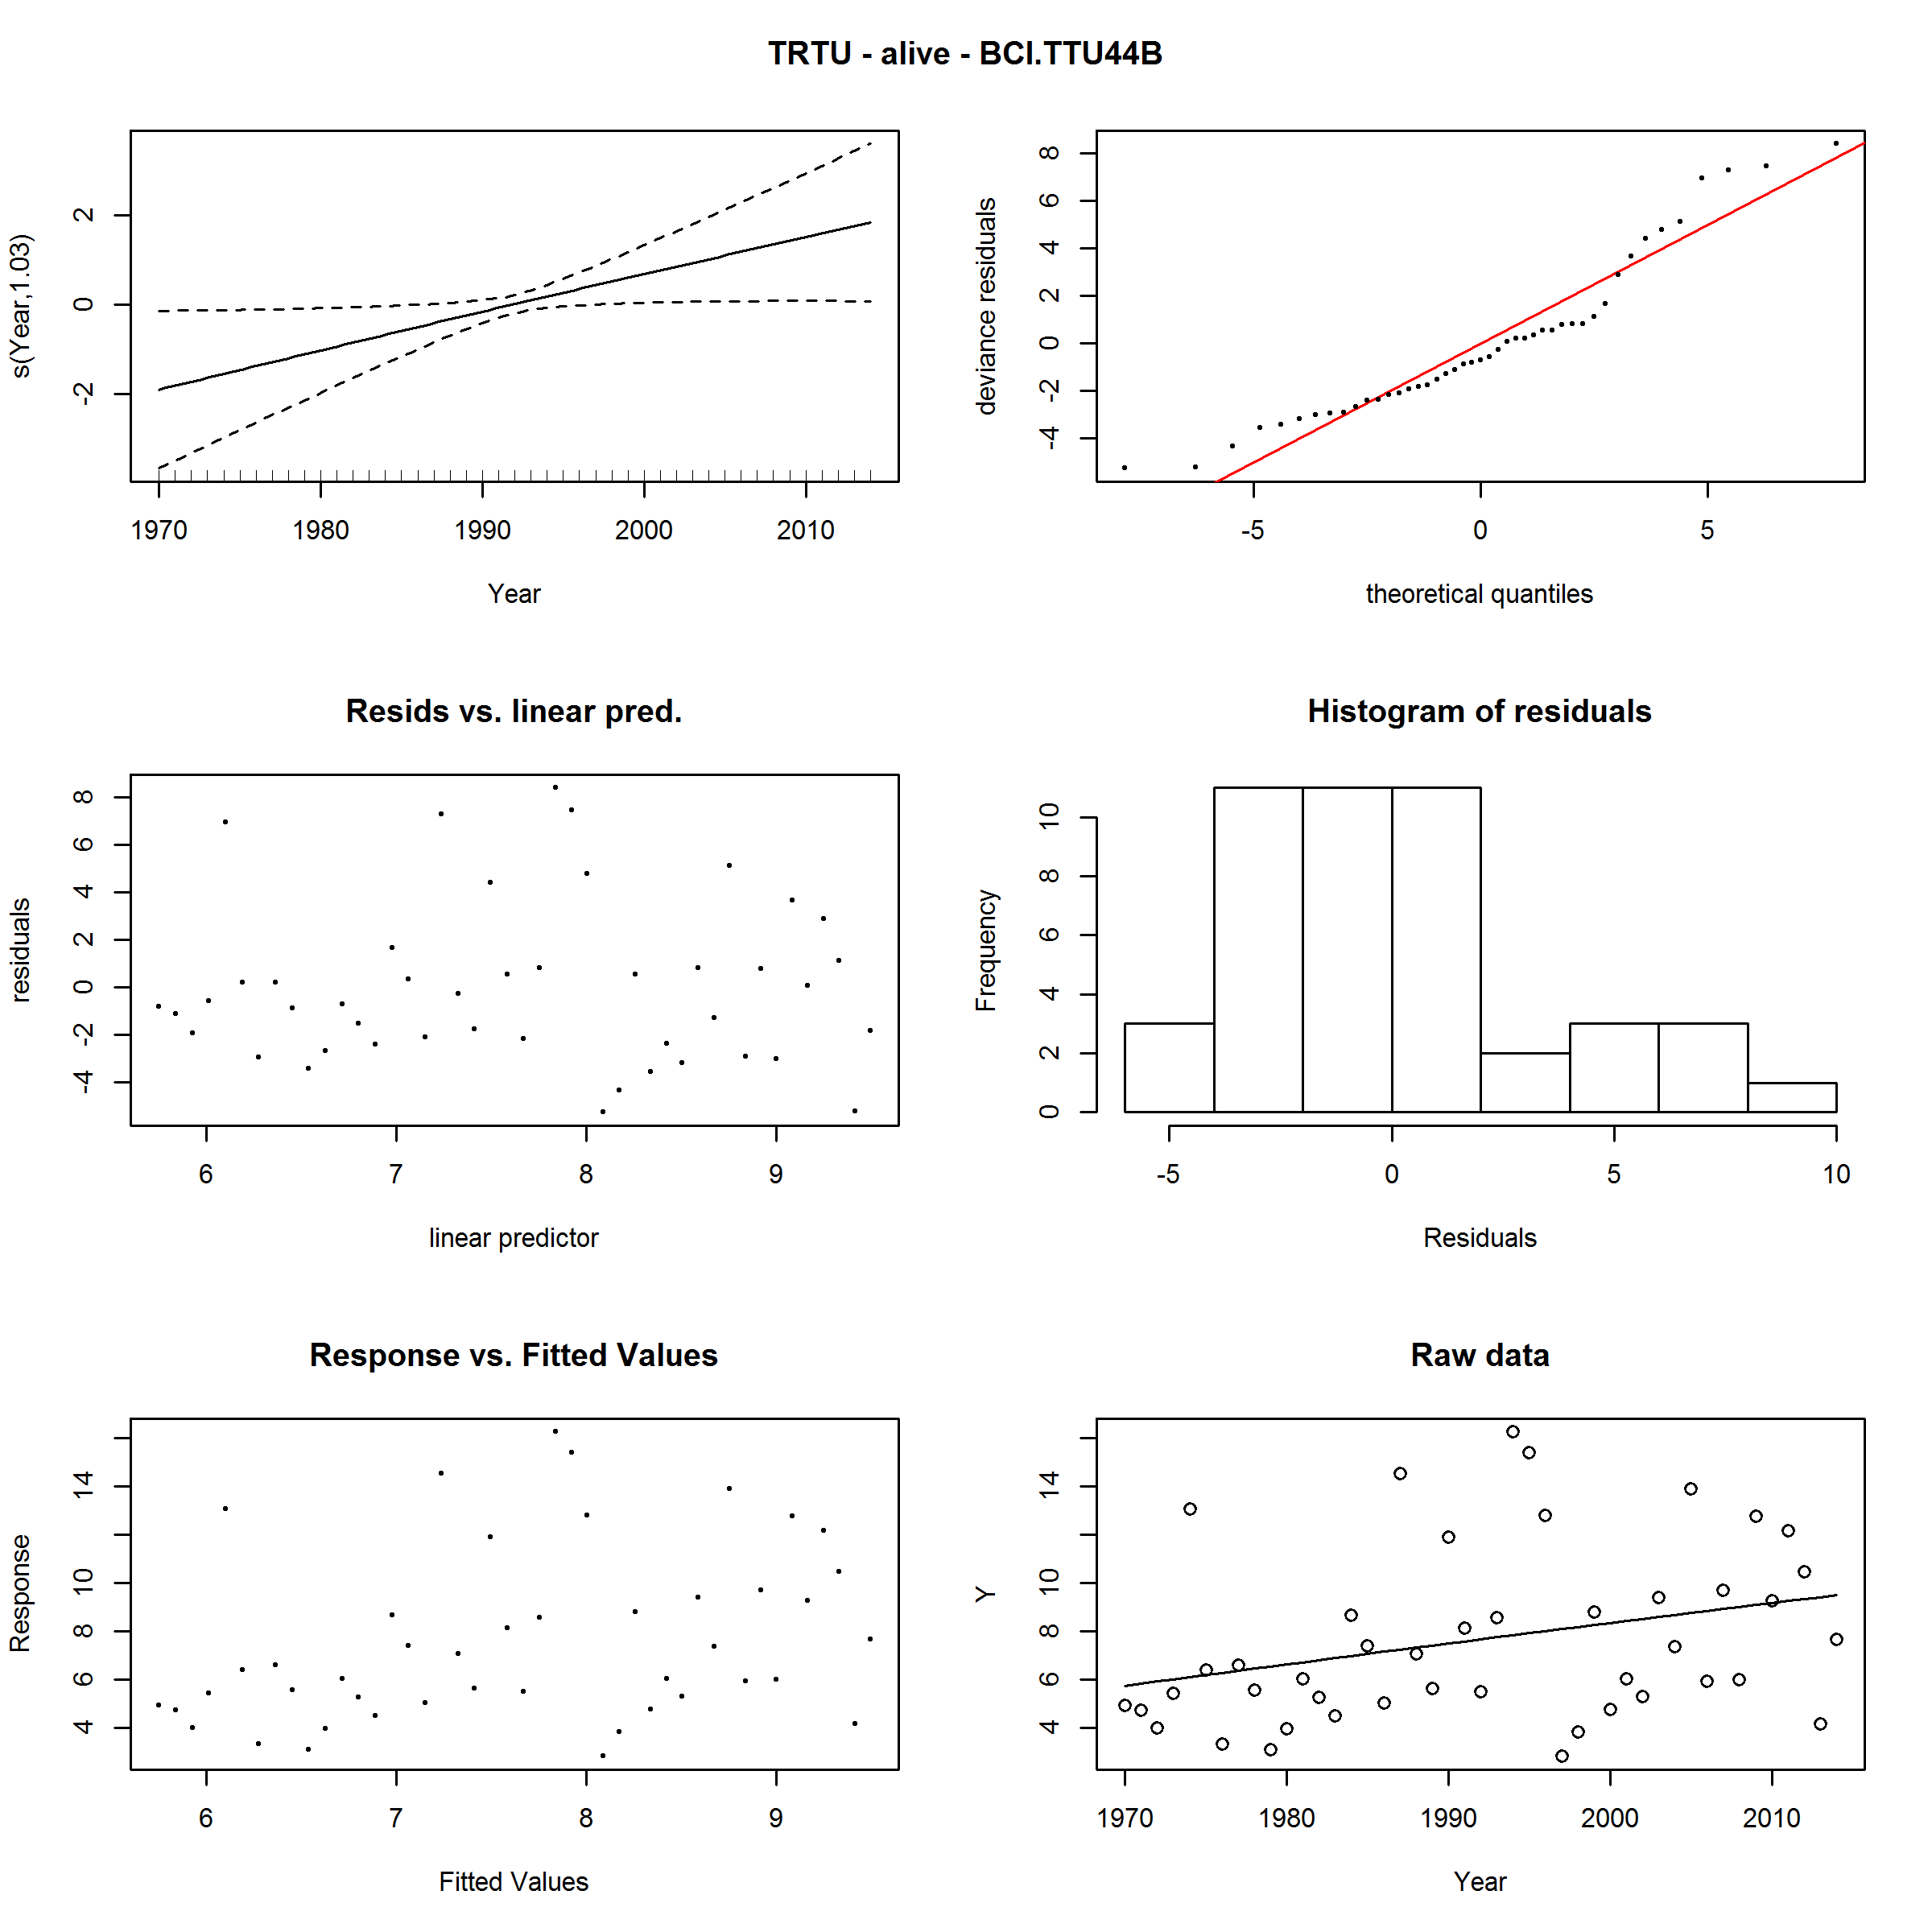 TRTU - alive - BCI.TTU44B
s(Year,1.03)
-2 0 2
1970 1980 1990 2000 2010
Year
deviance residuals
-4 -2 0 2 4 6 8
-5 0 5
theoretical quantiles
Resids vs. linear pred.
residuals
-4 -2 0 2 4 6 8
6 7 8 9
linear predictor
Histogram of residuals
Frequency
0 2 4 6 8 10
-5 0 5 10
Residuals
Response vs. Fitted Values
Response
4 6 8 10 14
6 7 8 9
Fitted Values
Raw data
Y
4 6 8 10 14
1970 1980 1990 2000 2010
Year